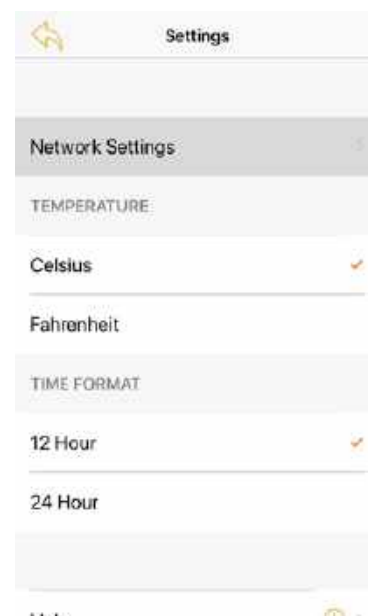 Settings
Network Settings
TEMPERATURE
Celsius
Fahrenheit
TIME FORMAT
12 Hour
24 Hour